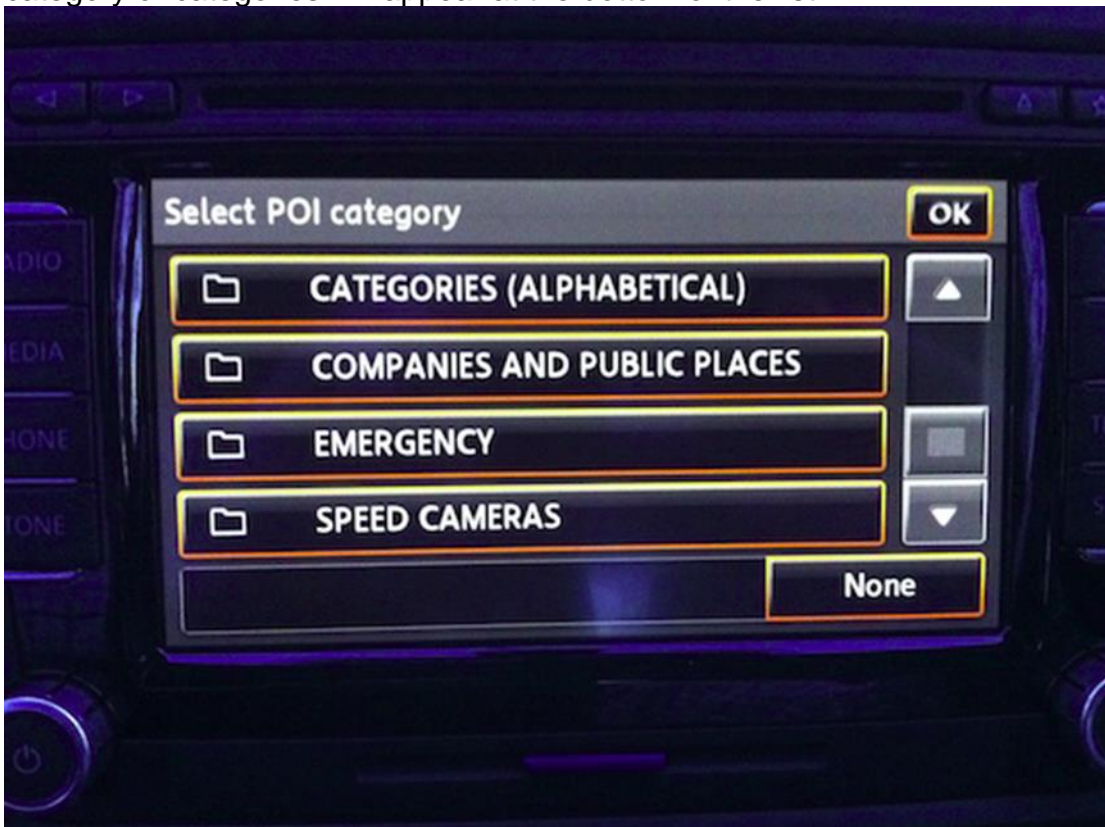 Select POI category
OK
CATEGORIES (ALPHABETICAL)
COMPANIES AND PUBLIC PLACES
EMERGENCY
SPEED CAMERAS
None